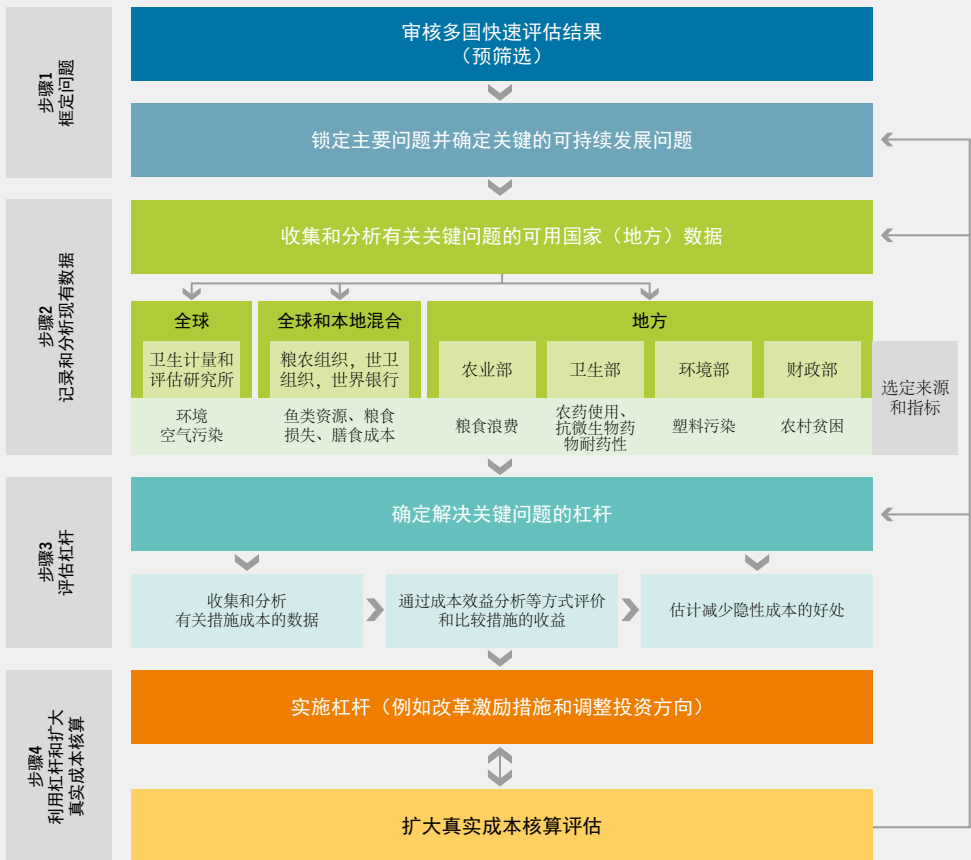 步骤1
框定问题
审核多国快速评估结果
（预筛选）
锁定主要问题并确定关键的可持续发展问题
步骤2
记录和分析现有数据
收集和分析有关关键问题的可用国家（地方）数据
全球
卫生计量和
评估研究所
环境
空气污染
全球和本地混合
粮农组织，世卫
组织，世界银行
鱼类资源、粮食
损失、膳食成本
地方
农业部
粮食浪费
卫生部
农药使用、
抗微生物药
物耐药性
环境部
塑料污染
财政部
农村贫困
选定来源
和指标
步骤3
评估杠杆
确定解决关键问题的杠杆
收集和分析
有关措施成本的数据
通过成本效益分析等方式评价
和比较措施的收益
估计减少隐性成本的好处
步骤4
利用杠杆和扩大
真实成本核算
实施杠杆（例如改革激励措施和调整投资方向）
扩大真实成本核算评估